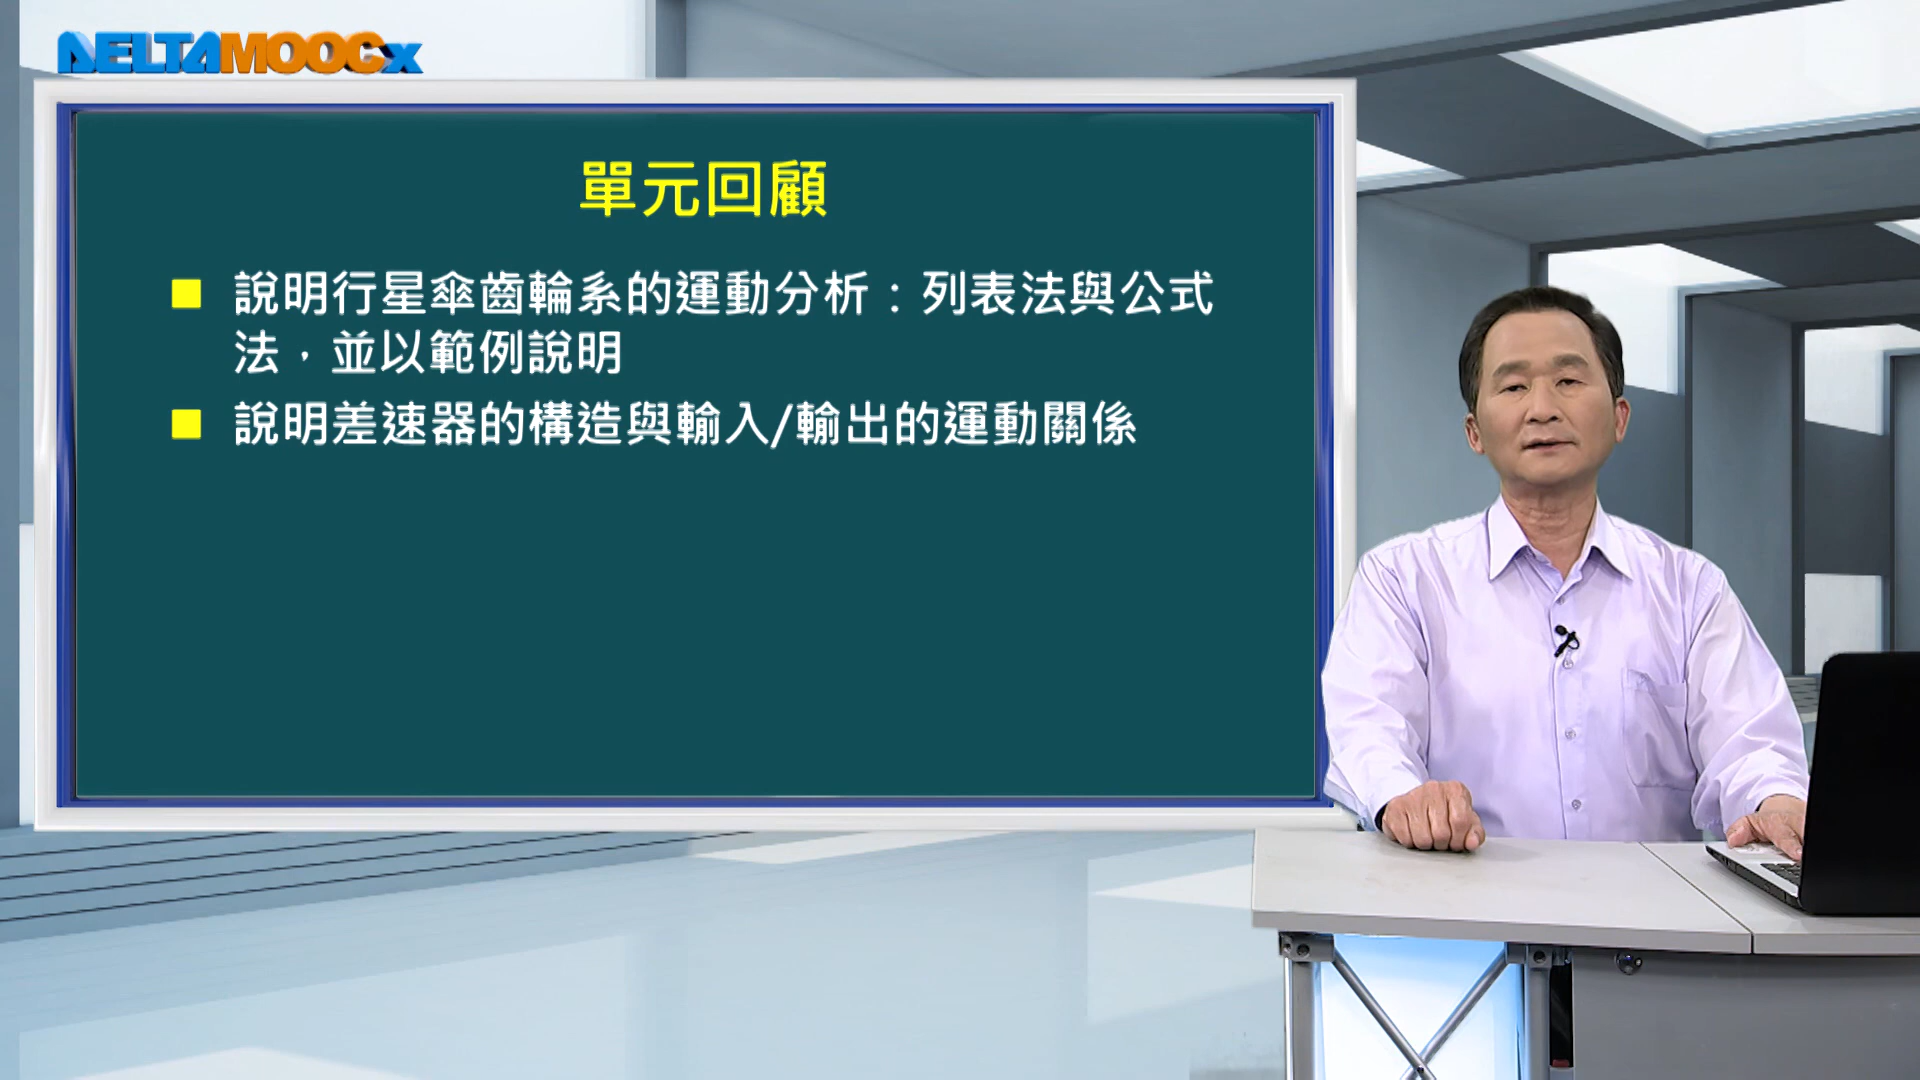 DELTAMOOCx
單元回顧
說明行星傘齒輪系的運動分析：列表法與公式
法，並以範例說明
說明差速器的構造與輸入/輸出的運動關係